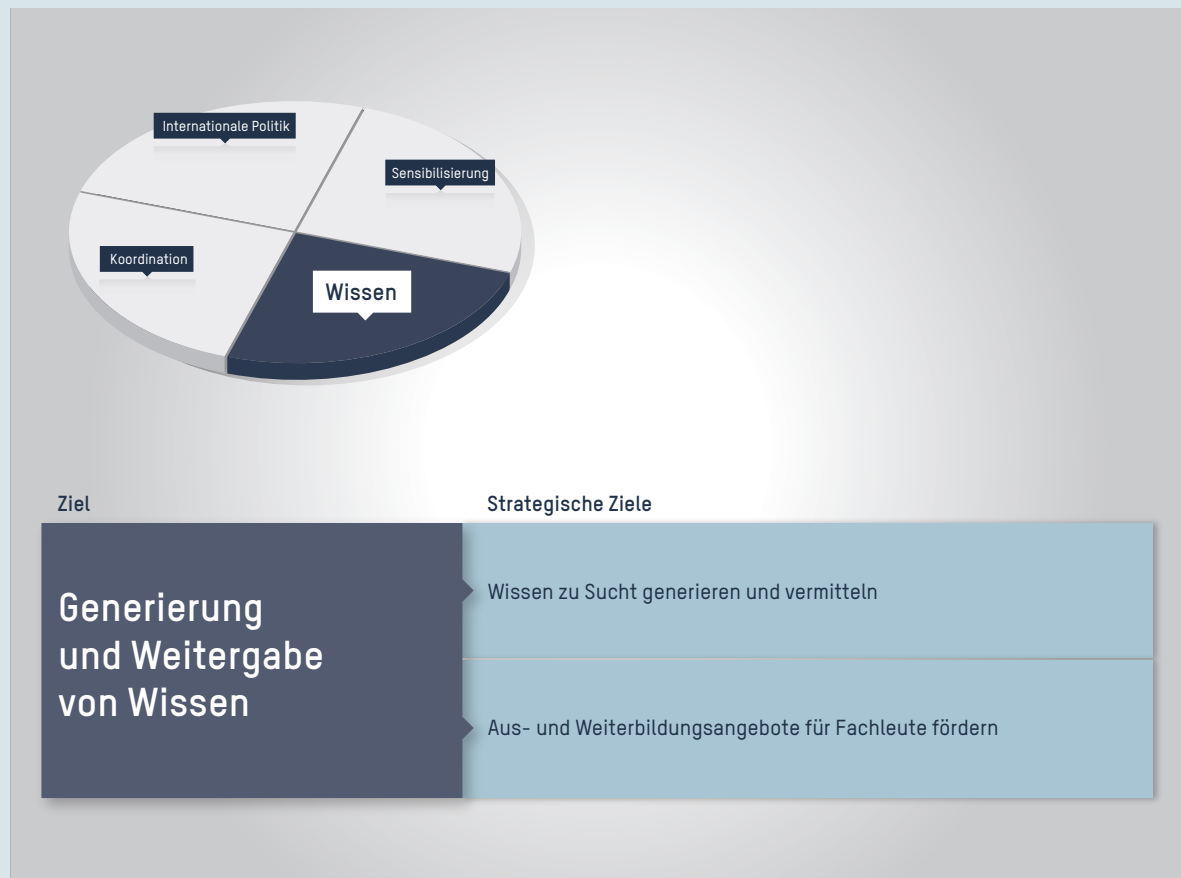 Internationale Politik
Sensibilisierung
Koordination
Wissen
Ziel
Strategische Ziele
Generierung
und Weitergabe
von Wissen
Wissen zu Sucht generieren und vermitteln
Aus- und Weiterbildungsangebote für Fachleute fördern